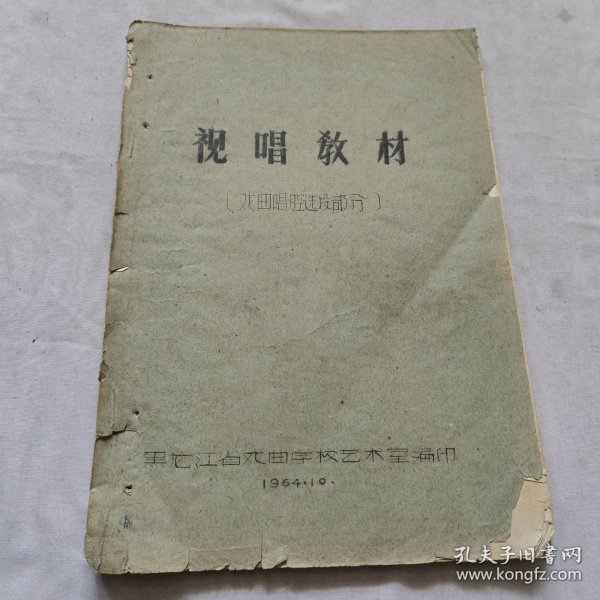 视唱教材
(戏曲唱腔选段部分)
黑龙江省戏曲学校艺术室编印
1964.10.
孔夫子旧書网
www.kongfz.com